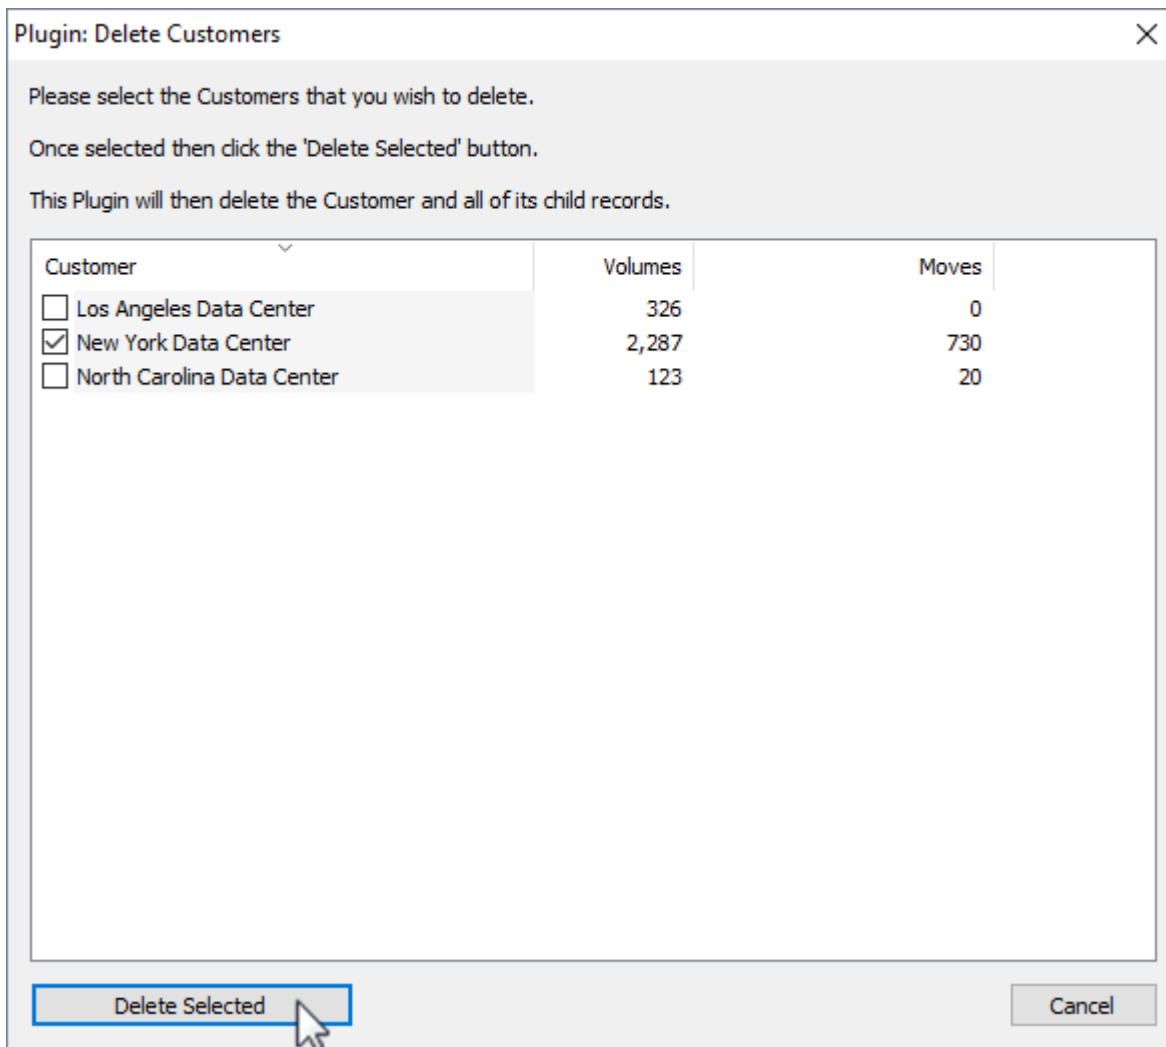 Plugin: Delete Customers
Please select the Customers that you wish to delete.
Once selected then click the 'Delete Selected' button.
This Plugin will then delete the Customer and all of its child records.
Customer Volumes Moves
Los Angeles Data Center 326 0
New York Data Center 2,287 730
North Carolina Data Center 123 20
Delete Selected Cancel